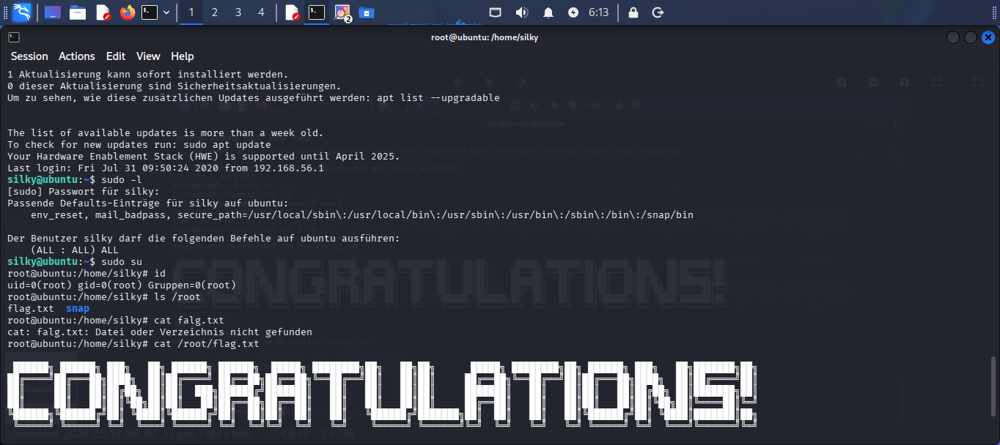 1 2 3 4 2 6:13
root@ubuntu: /home/silky
Session Actions Edit View Help
1 Aktualisierung kann sofort installiert werden.
0 dieser Aktualisierung sind Sicherheitsaktualisierungen.
Um zu sehen, wie diese zusätzlichen Updates ausgeführt werden: apt list --upgradable
The list of available updates is more than a week old.
To check for new updates run: sudo apt update
Your Hardware Enablement Stack (HWE) is supported until April 2025.
Last login: Fri Jul 31 09:50:24 2020 from 192.168.56.1
silky@ubuntu:~$ sudo -l
[sudo] Passwort für silky:
Passende Defaults-Einträge für silky auf ubuntu:
env_reset, mail_badpass, secure_path=/usr/local/sbin\:/usr/local/bin\:/usr/sbin\:/usr/bin\:/sbin\:/bin\:/snap/bin
Der Benutzer silky darf die folgenden Befehle auf ubuntu ausführen:
(ALL : ALL) ALL
silky@ubuntu:~$ sudo su
root@ubuntu:/home/silky# id
uid=0(root) gid=0(root) Gruppen=0(root)
root@ubuntu:/home/silky# ls /root
flag.txt snap
root@ubuntu:/home/silky# cat falg.txt
cat: falg.txt: Datei oder Verzeichnis nicht gefunden
root@ubuntu:/home/silky# cat /root/flag.txt
CONGRATULATIONS!
Screenshot_2026-05-14_06_09_53.png 1364 x 608 124.6 kB 74.0%